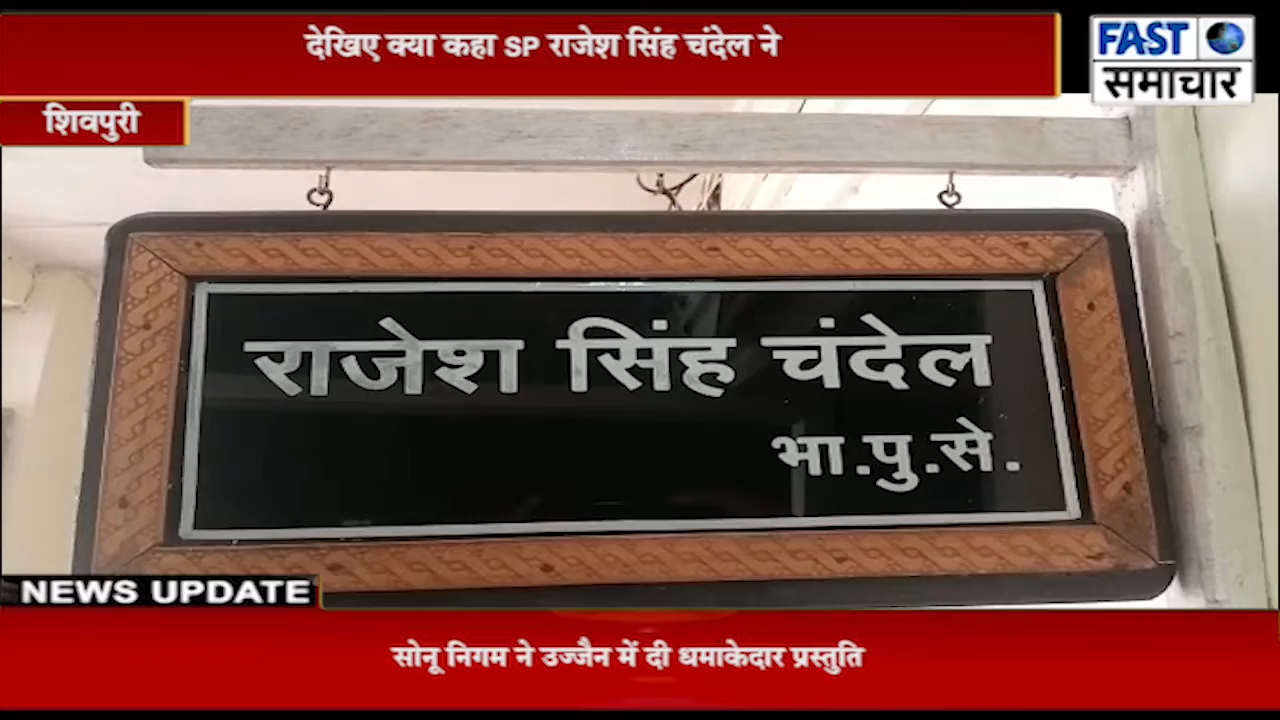 देखिए क्या कहा SP राजेश सिंह चंदेल ने
FAST
समाचार
शिवपुरी
राजेश सिंह चंदेल
भा.पु.से.
NEWS UPDATE
सोनू निगम ने उज्जैन में दी धमाकेदार प्रस्तुति